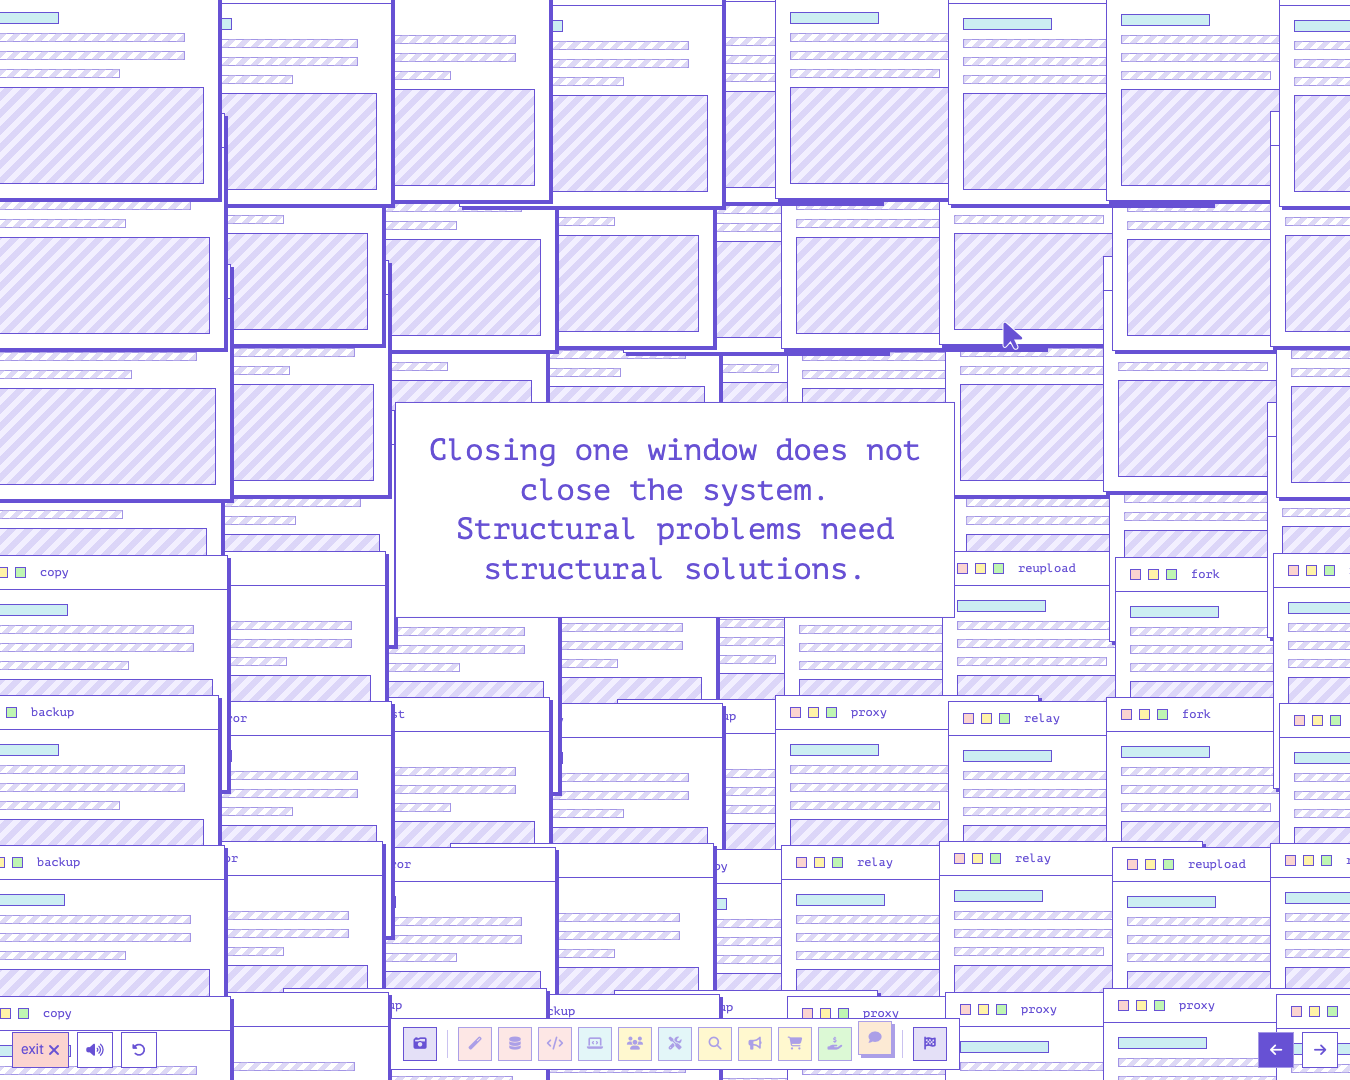 Closing one window does not
close the system.
Structural problems need
structural solutions.
copy
reupload
fork
backup
proxy
relay
fork
backup
relay
relay
reupload
copy
proxy
proxy
proxy
exit